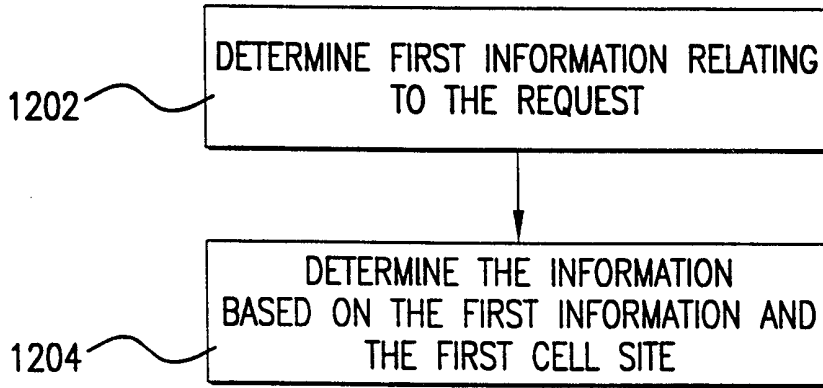 DETERMINE FIRST INFORMATION RELATING
TO THE REQUEST
1202
DETERMINE THE INFORMATION
BASED ON THE FIRST INFORMATION AND
THE FIRST CELL SITE
1204